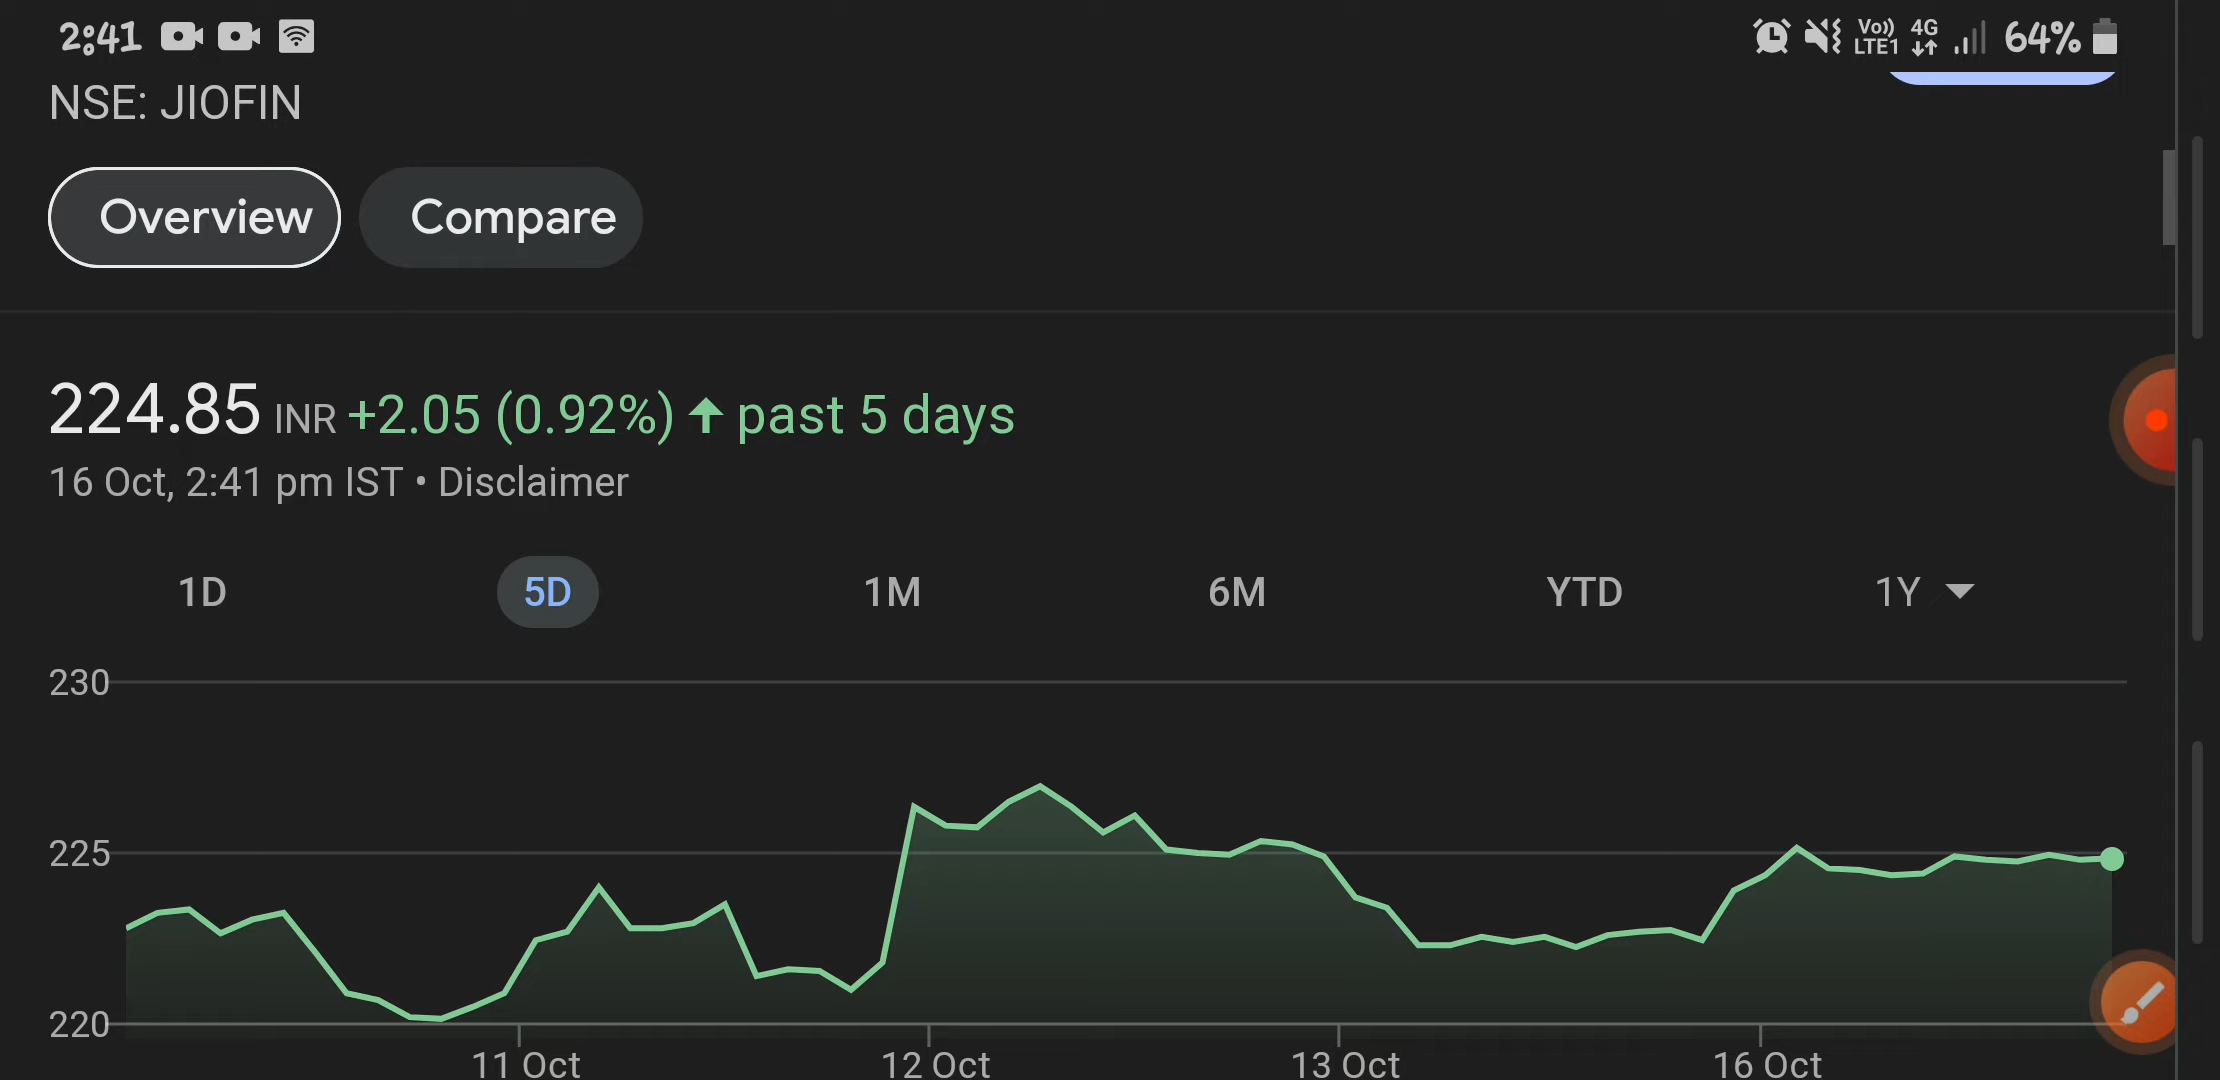 2:41 Vo)) LTE1 4G 64%
NSE: JIOFIN
Overview Compare
224.85 INR +2.05 (0.92%) ↑ past 5 days
16 Oct, 2:41 pm IST • Disclaimer
1D 5D 1M 6M YTD 1Y
230
225
220
11 Oct 12 Oct 13 Oct 16 Oct